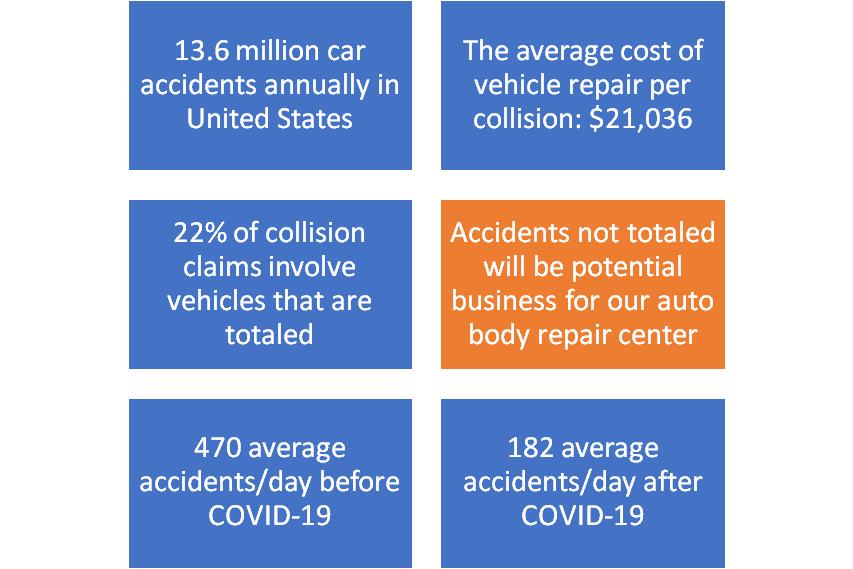 13.6 million car
accidents annually in
United States
The average cost of
vehicle repair per
collision: $21,036
22% of collision
claims involve
vehicles that are
totaled
Accidents not totaled
will be potential
business for our auto
body repair center
470 average
accidents/day before
COVID-19
182 average
accidents/day after
COVID-19